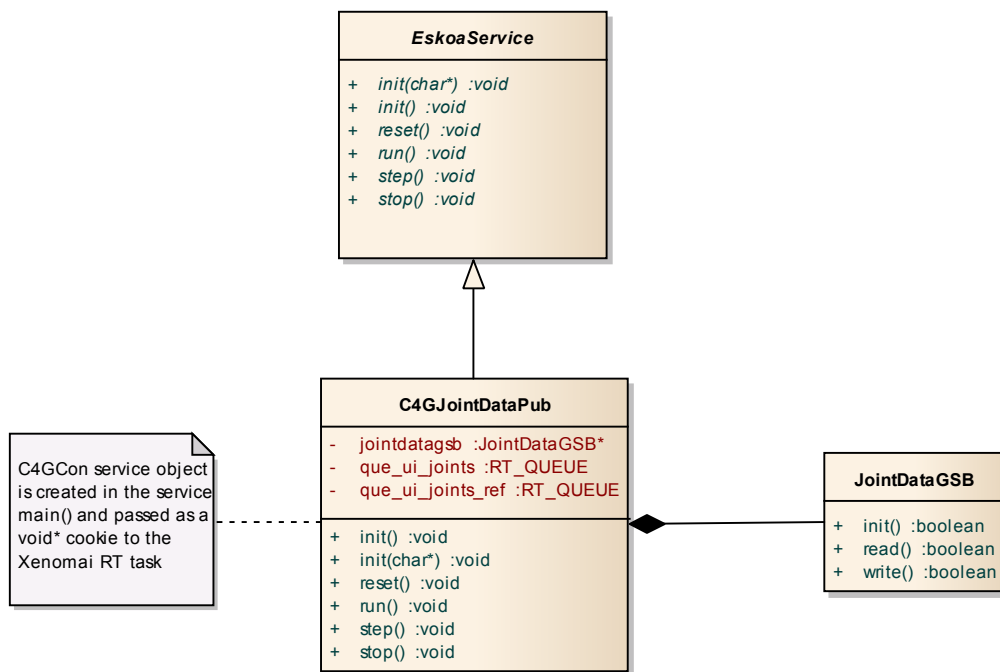 EskoaService
+ init(char*) :void
+ init() :void
+ reset() :void
+ run() :void
+ step() :void
+ stop() :void
C4GJointDataPub
- jointdatagsb :JointDataGSB*
- que_ui_joints :RT_QUEUE
- que_ui_joints_ref :RT_QUEUE
+ init() :void
+ init(char*) :void
+ reset() :void
+ run() :void
+ step() :void
+ stop() :void
C4GCon service object
is created in the service
main() and passed as a
void* cookie to the
Xenomai RT task
JointDataGSB
+ init() :boolean
+ read() :boolean
+ write() :boolean